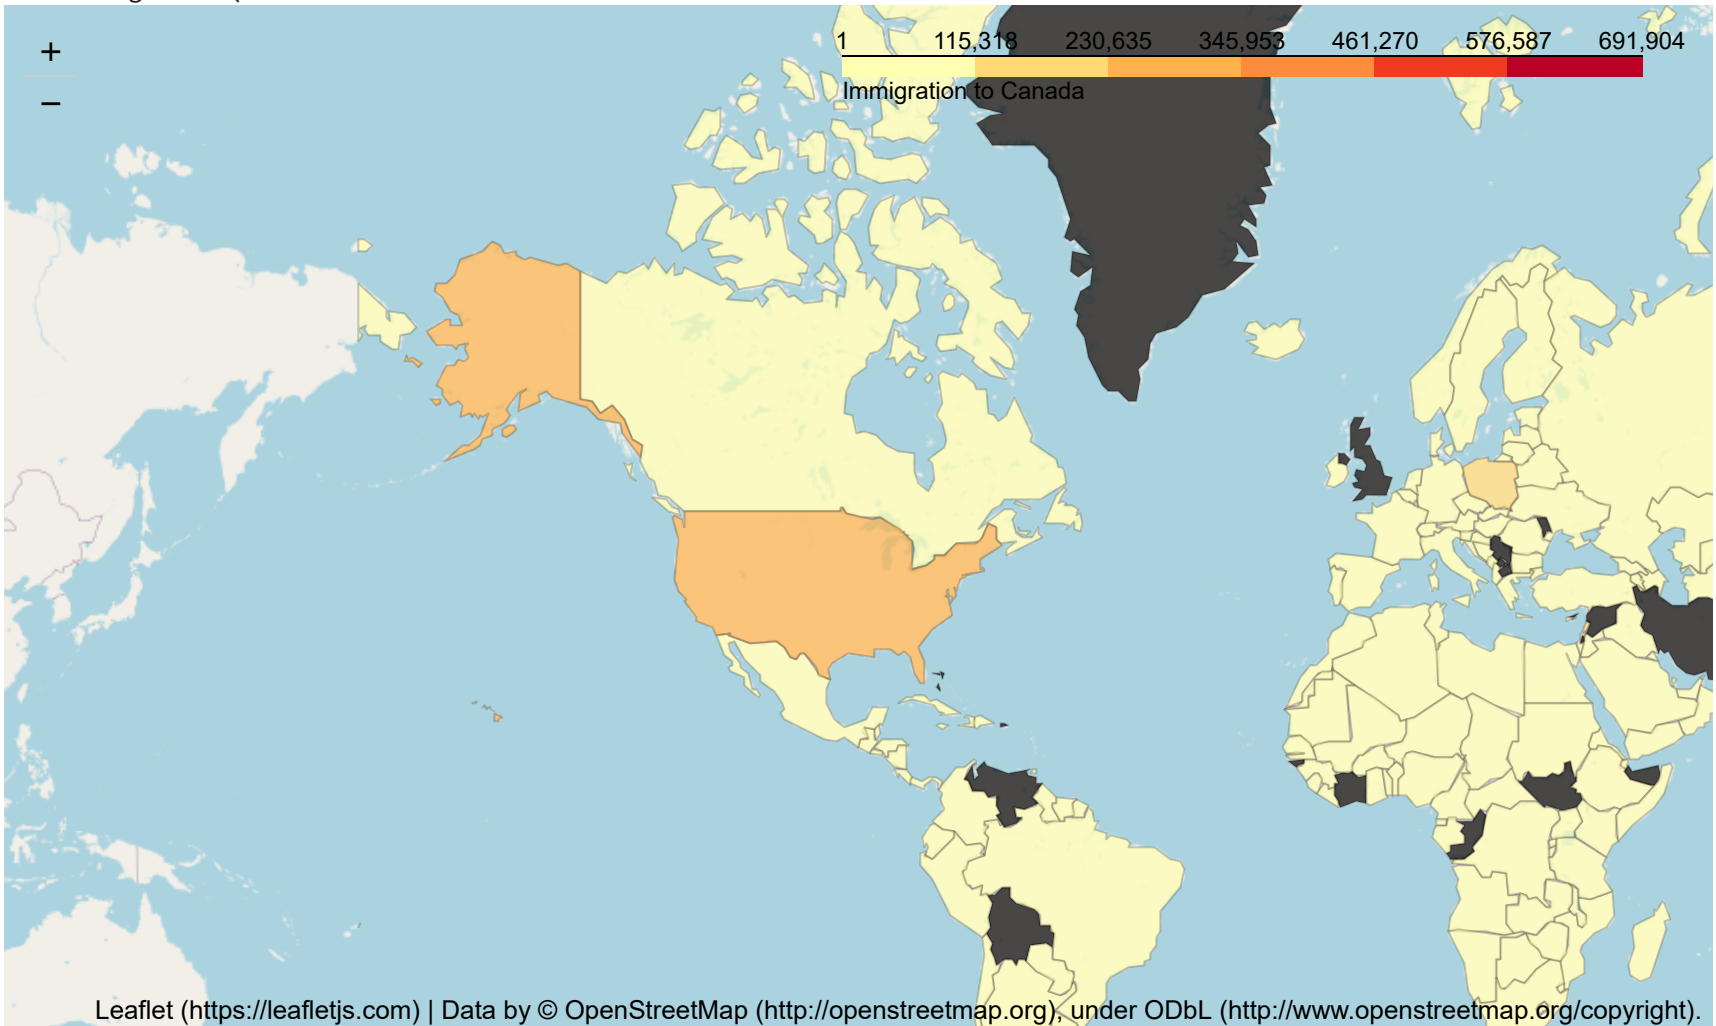 +
1 115,318 230,635 345,953 461,270 576,587 691,904
−
Immigration to Canada
Leaflet (https://leafletjs.com) | Data by © OpenStreetMap (http://openstreetmap.org), under ODbL (http://www.openstreetmap.org/copyright).